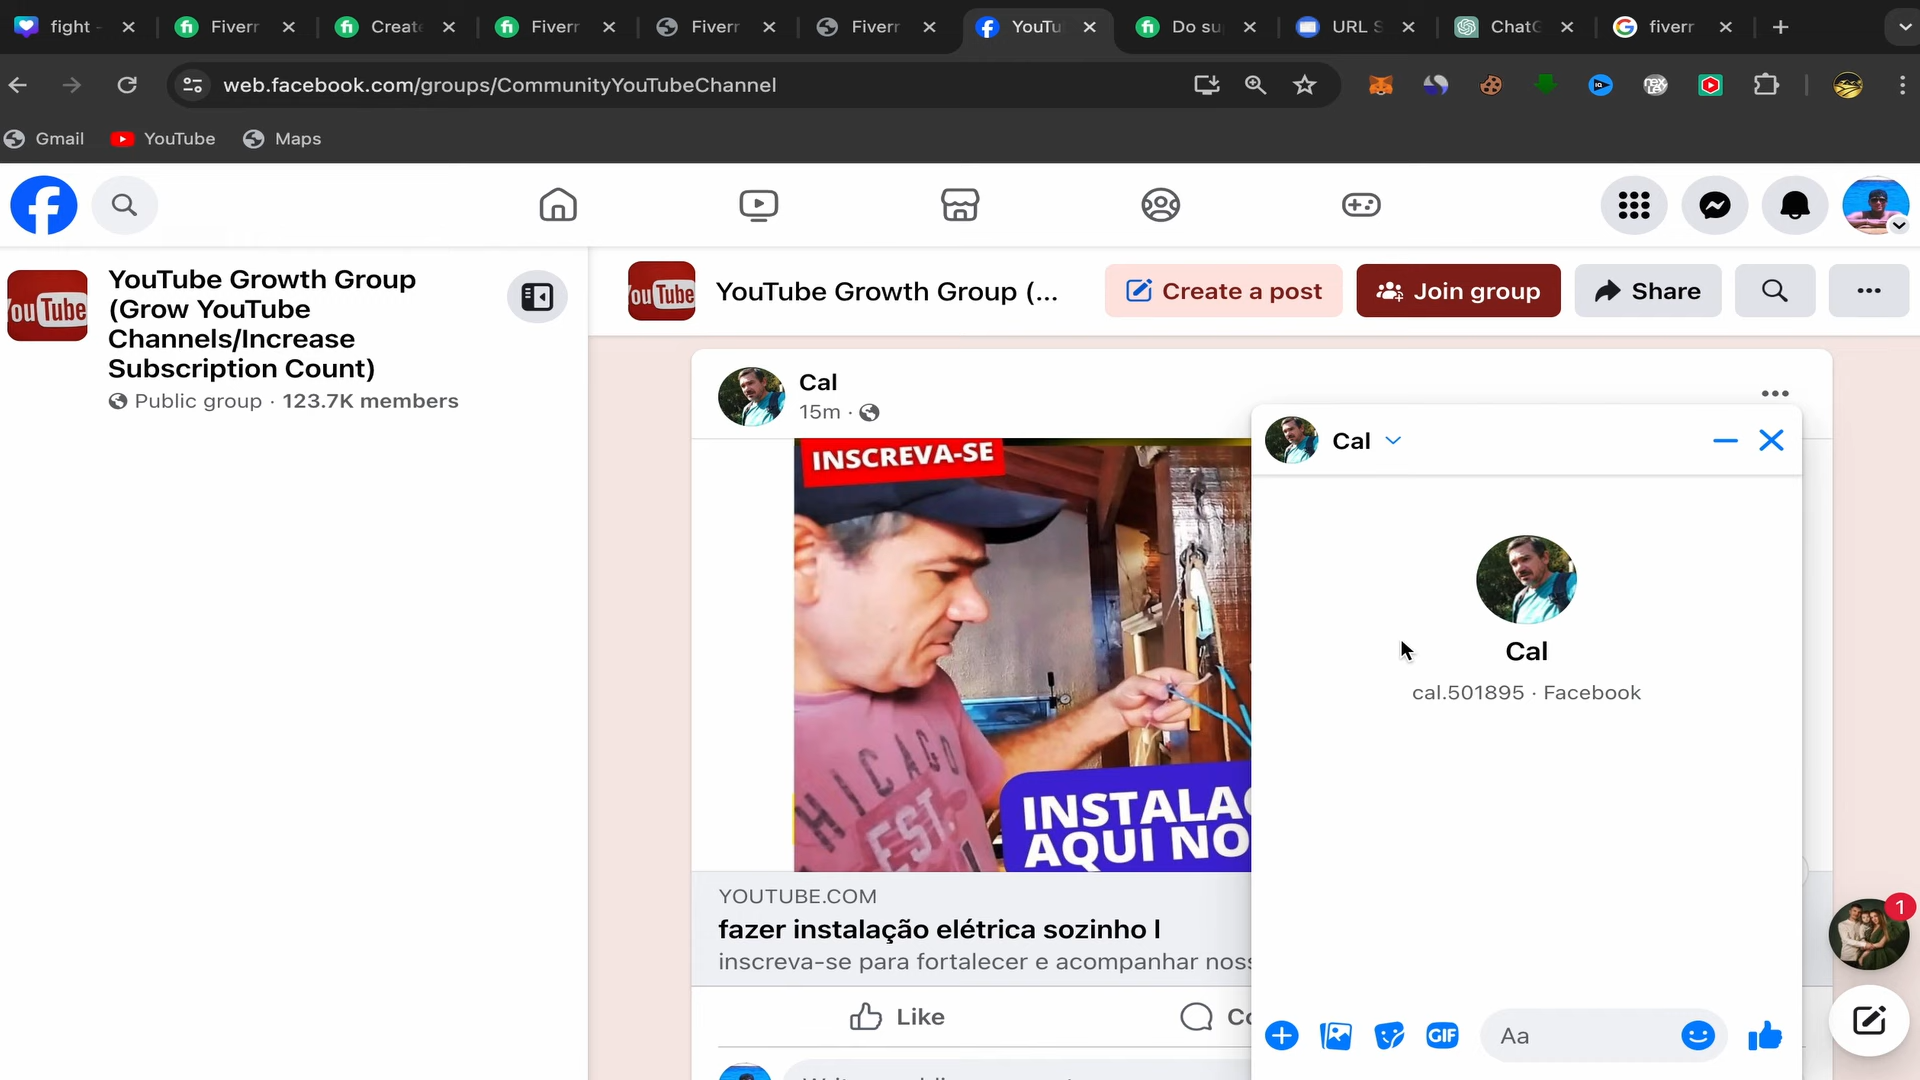 fight
Fiverr
Create
Fiverr
Fiverr
Fiverr
YouTu
Do su
URL S
ChatG
fiverr
web.facebook.com/groups/CommunityYouTubeChannel
Gmail
YouTube
Maps
YouTube Growth Group
(Grow YouTube
Channels/Increase
Subscription Count)
Public group · 123.7K members
ouTube
ouTube
YouTube Growth Group (...
Create a post
Join group
Share
Cal
15m ·
INSCREVA-SE
CHICAGO
EST.
INSTALAÇ
AQUI NO
YOUTUBE.COM
fazer instalação elétrica sozinho l
inscreva-se para fortalecer e acompanhar noss
Like
Cal
Cal
cal.501895 · Facebook
GIF
Aa
1